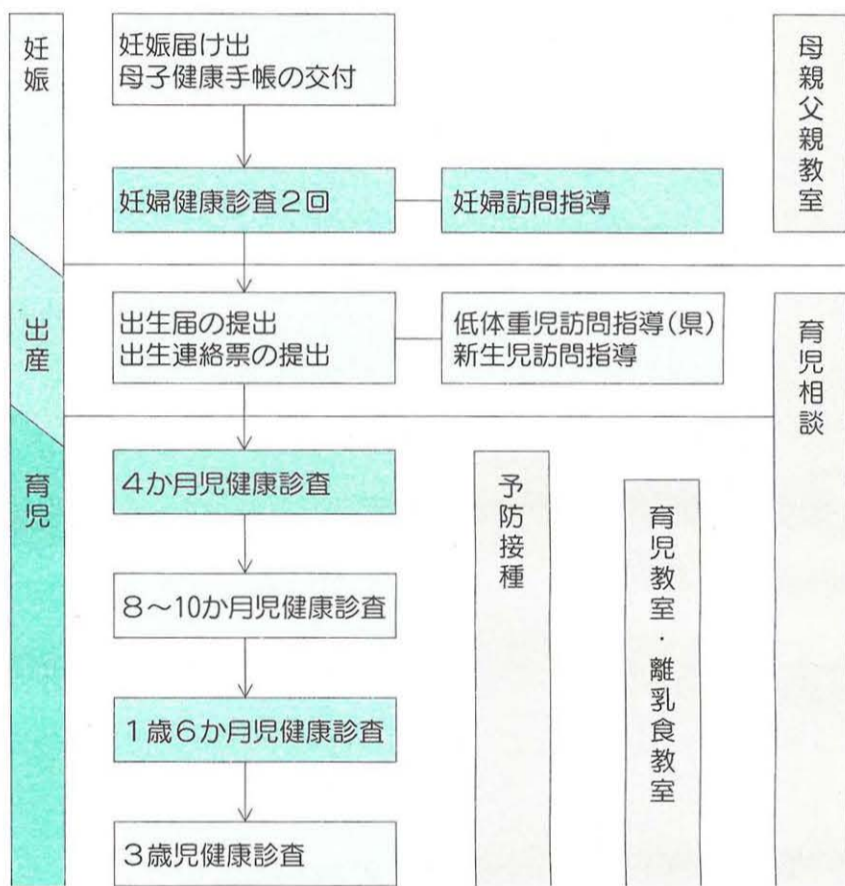 妊娠
妊娠届け出
母子健康手帳の交付
母親父親教室
妊婦健康診査2回
妊婦訪問指導
出産
出生届の提出
出生連絡票の提出
低体重児訪問指導(県)
新生児訪問指導
育児相談
育児
4か月児健康診査
予防接種
育児教室・離乳食教室
8~10か月児健康診査
1歳6か月児健康診査
3歳児健康診査